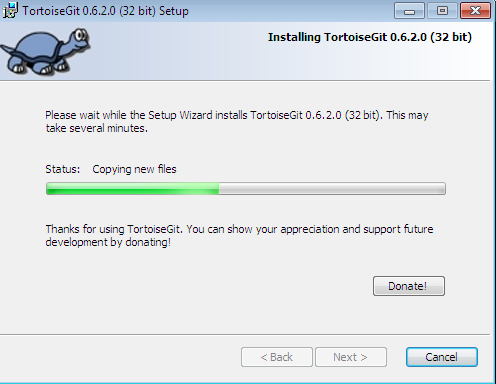 TortoiseGit 0.6.2.0 (32 bit) Setup
Installing TortoiseGit 0.6.2.0 (32 bit)
Please wait while the Setup Wizard installs TortoiseGit 0.6.2.0 (32 bit). This may
take several minutes.
Status: Copying new files
Thanks for using TortoiseGit. You can show your appreciation and support future
development by donating!
Donate!
< Back Next > Cancel